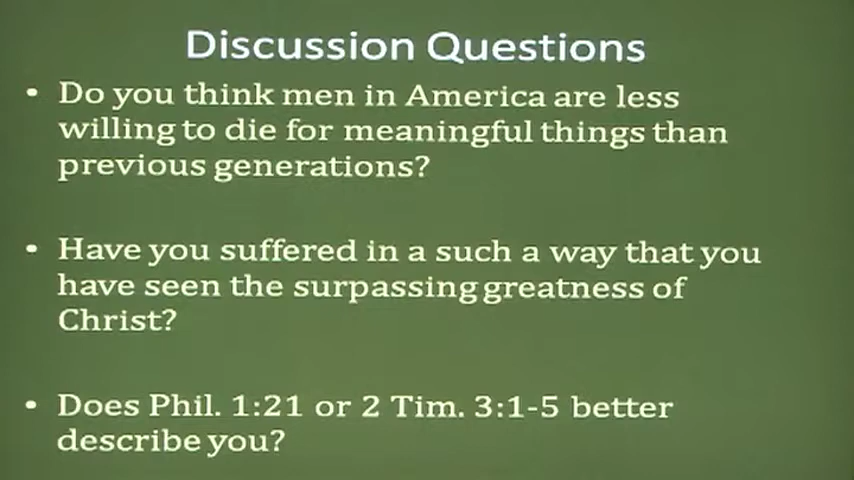 Discussion Questions
• Do you think men in America are less
willing to die for meaningful things than
previous generations?
• Have you suffered in a such a way that you
have seen the surpassing greatness of
Christ?
• Does Phil. 1:21 or 2 Tim. 3:1-5 better
describe you?